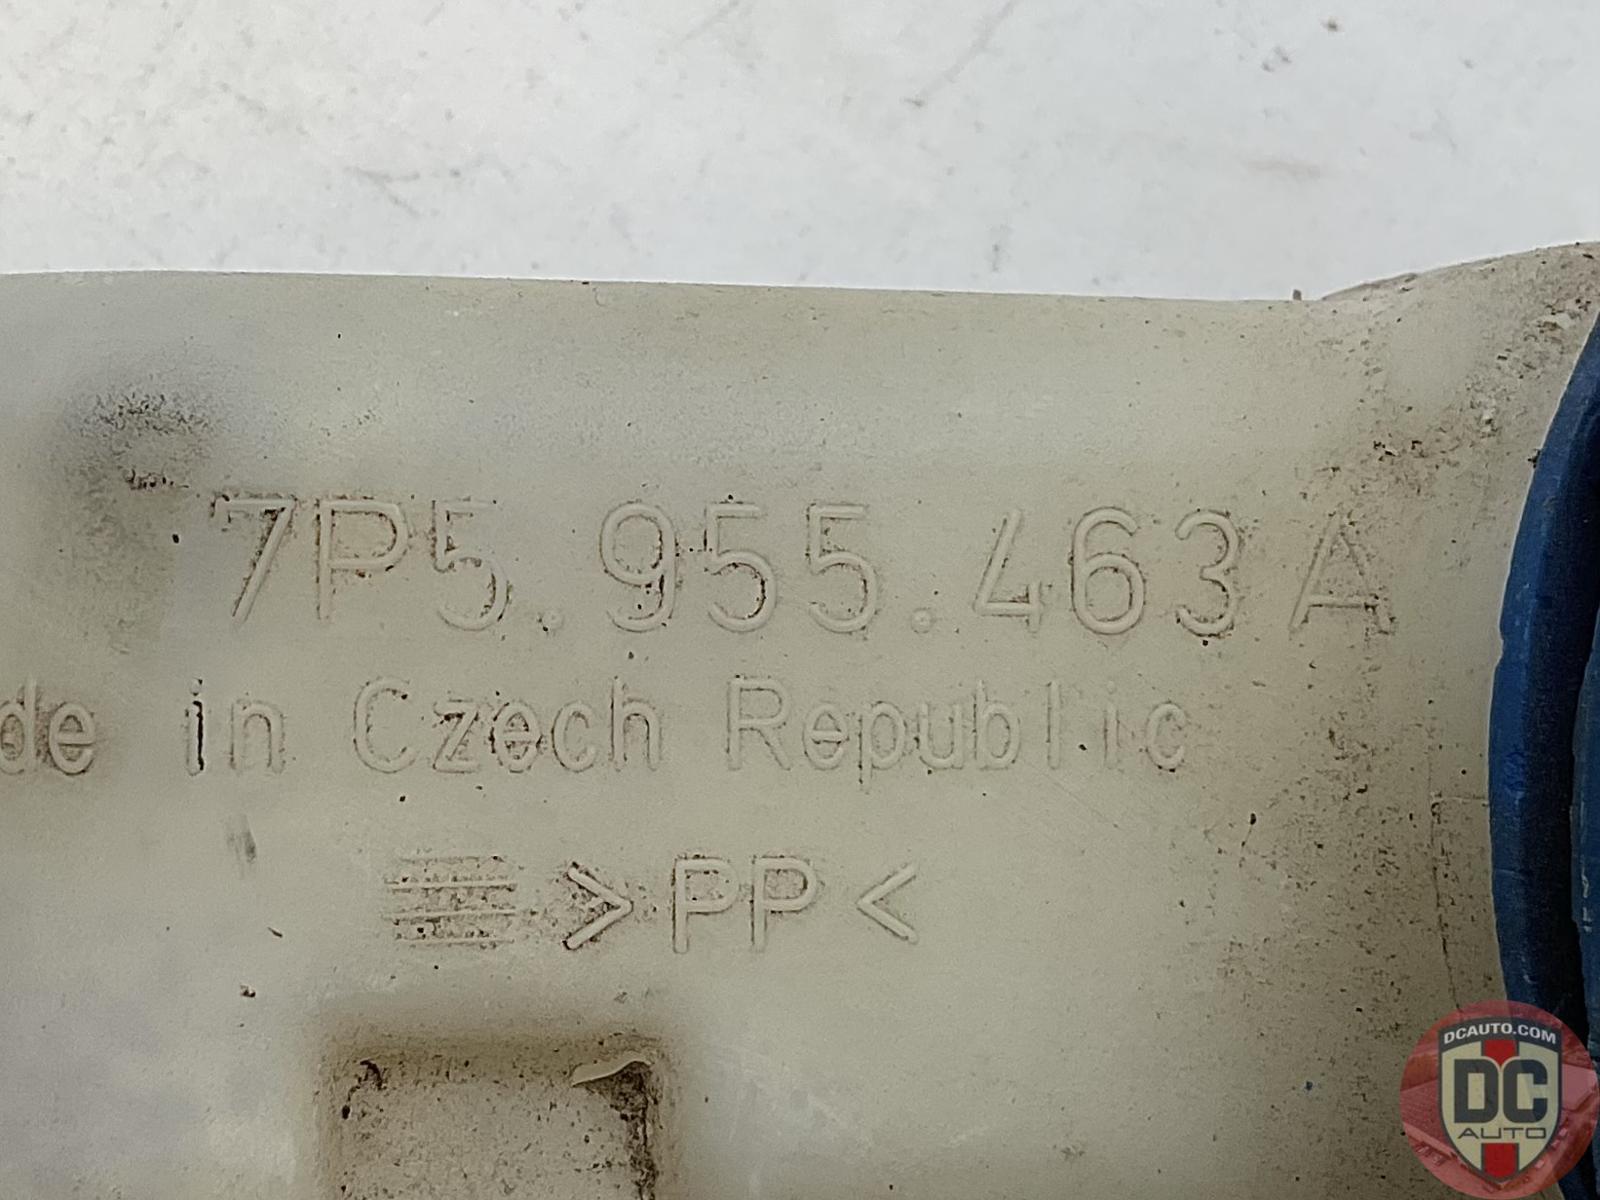 7P5.955.463 A
de in Czech Republic
>PP<
DCAUTO.COM
DC
AUTO